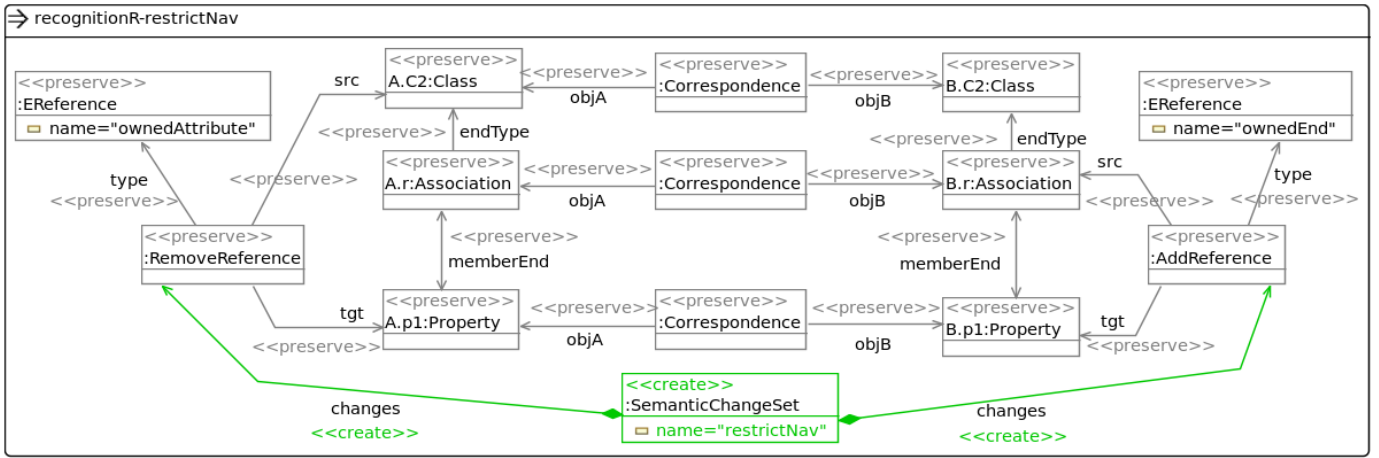 recognitionR-restrictNav
<<preserve>>
:EReference
name="ownedAttribute"
src
<<preserve>>
A.C2:Class
<<preserve>>
objA
<<preserve>>
:Correspondence
<<preserve>>
objB
<<preserve>>
B.C2:Class
<<preserve>>
:EReference
name="ownedEnd"
<<preserve>>
endType
<<preserve>>
endType
type
<<preserve>>
<<preserve>>
<<preserve>>
A.r:Association
<<preserve>>
objA
<<preserve>>
:Correspondence
<<preserve>>
objB
<<preserve>>
B.r:Association
src
<<preserve>>
type
<<preserve>>
<<preserve>>
:RemoveReference
<<preserve>>
memberEnd
<<preserve>>
memberEnd
<<preserve>>
:AddReference
tgt
<<preserve>>
<<preserve>>
A.p1:Property
<<preserve>>
objA
<<preserve>>
:Correspondence
<<preserve>>
objB
<<preserve>>
B.p1:Property
tgt
<<preserve>>
changes
<<create>>
<<create>>
:SemanticChangeSet
name="restrictNav"
changes
<<create>>